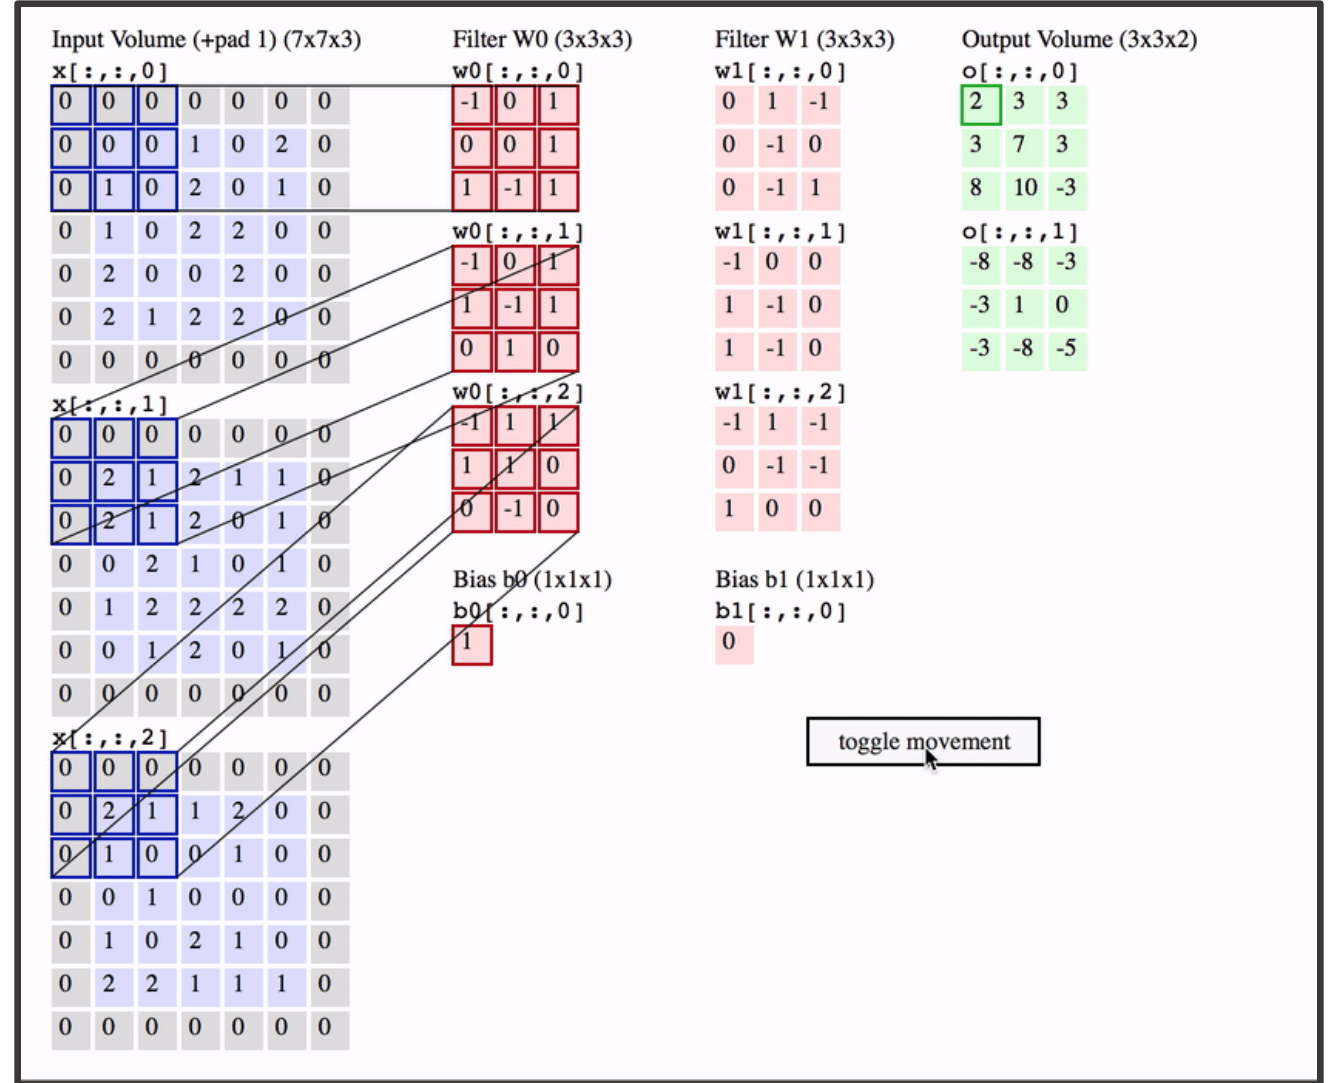 Input Volume (+pad 1) (7x7x3)
x[:,:,0]
0 0 0 0 0 0 0
0 0 0 1 0 2 0
0 1 0 2 0 1 0
0 1 0 2 2 0 0
0 2 0 0 2 0 0
0 2 1 2 2 0 0
0 0 0 0 0 0 0
x[:,:,1]
0 0 0 0 0 0 0
0 2 1 2 1 1 0
0 2 1 2 0 1 0
0 0 2 1 0 1 0
0 1 2 2 2 2 0
0 0 1 2 0 1 0
0 0 0 0 0 0 0
x[:,:,2]
0 0 0 0 0 0 0
0 2 1 1 2 0 0
0 1 0 0 1 0 0
0 0 1 0 0 0 0
0 1 0 2 1 0 0
0 2 2 1 1 1 0
0 0 0 0 0 0 0
Filter W0 (3x3x3)
w0[:,:,0]
-1 0 1
0 0 1
1 -1 1
w0[:,:,1]
-1 0 1
1 -1 1
0 1 0
w0[:,:,2]
-1 1 1
1 1 0
0 -1 0
Bias b0 (1x1x1)
b0[:,:,0]
1
Filter W1 (3x3x3)
w1[:,:,0]
0 1 -1
0 -1 0
0 -1 1
w1[:,:,1]
-1 0 0
1 -1 0
1 -1 0
w1[:,:,2]
-1 1 -1
0 -1 -1
1 0 0
Bias b1 (1x1x1)
b1[:,:,0]
0
Output Volume (3x3x2)
o[:,:,0]
2 3 3
3 7 3
8 10 -3
o[:,:,1]
-8 -8 -3
-3 1 0
-3 -8 -5
toggle movement